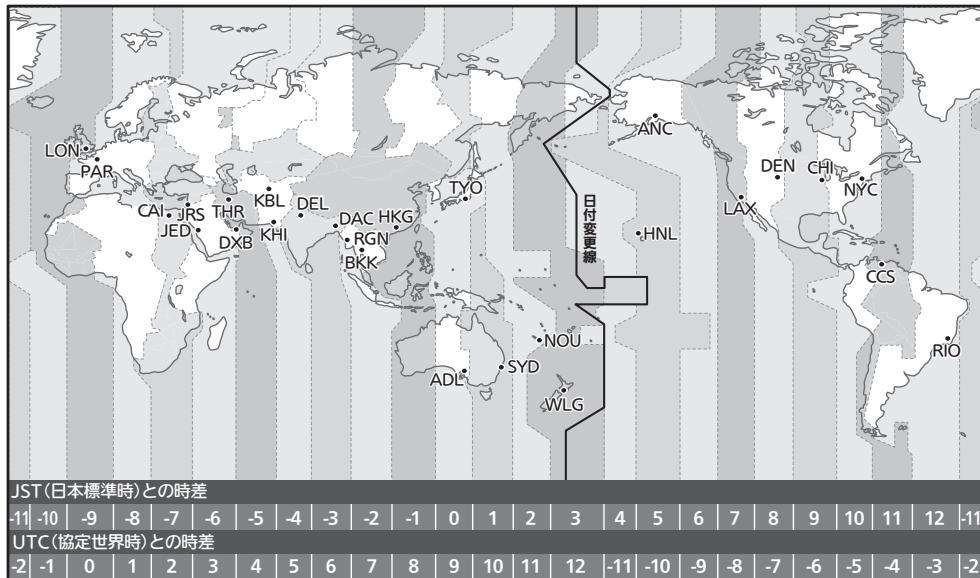 ANC
LON
PAR
DEN
CHI
NYC
TYO
KBL
DEL
LAX
CAI
JRS
THR
DAC
HKG
JED
KHI
DXB
RGN
HNL
BKK
日付変更線
CCS
NOU
RIO
ADL
SYD
WLG
JST(日本標準時)との時差
-11 -10 -9 -8 -7 -6 -5 -4 -3 -2 -1 0 1 2 3 4 5 6 7 8 9 10 11 12 -11
UTC(協定世界時)との時差
-2 -1 0 1 2 3 4 5 6 7 8 9 10 11 12 -11 -10 -9 -8 -7 -6 -5 -4 -3 -2